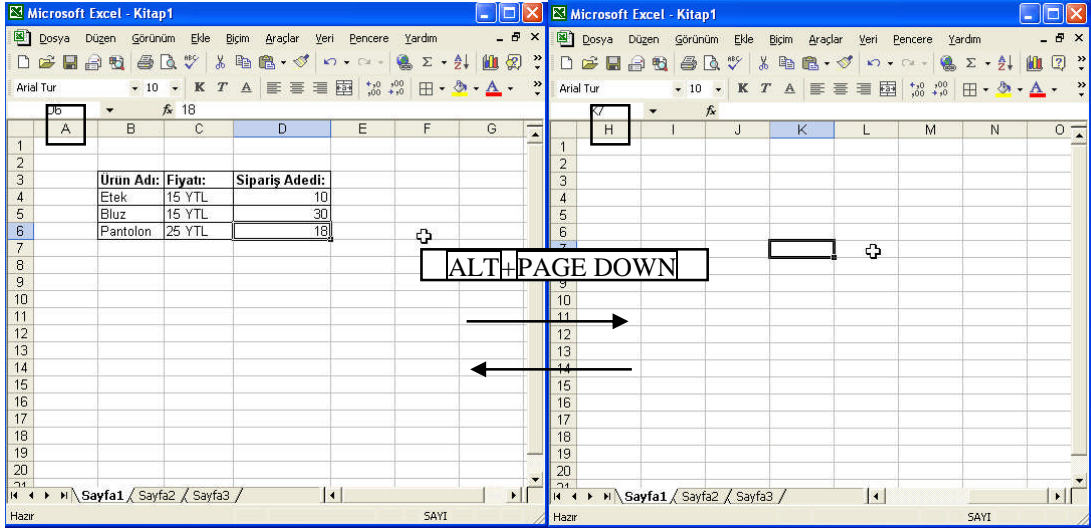 Microsoft Excel - Kitap1
Dosya Düzen Görünüm Ekle Biçim Araçlar Veri Pencere Yardım
Arial Tur 10 K T A
D6 fx 18
A B C D E F G
1
2
3 Ürün Adı: Fiyatı: Sipariş Adedi:
4 Etek 15 YTL 10
5 Bluz 15 YTL 30
6 Pantolon 25 YTL 18
7
8
9
10
11
12
13
14
15
16
17
18
19
20
21
Sayfa1 Sayfa2 Sayfa3
Hazır SAYI
ALT+PAGE DOWN
Microsoft Excel - Kitap1
Dosya Düzen Görünüm Ekle Biçim Araçlar Veri Pencere Yardım
Arial Tur 10 K T A
K7 fx
H I J K L M N O
1
2
3
4
5
6
7
8
9
10
11
12
13
14
15
16
17
18
19
20
21
Sayfa1 Sayfa2 Sayfa3
Hazır SAYI